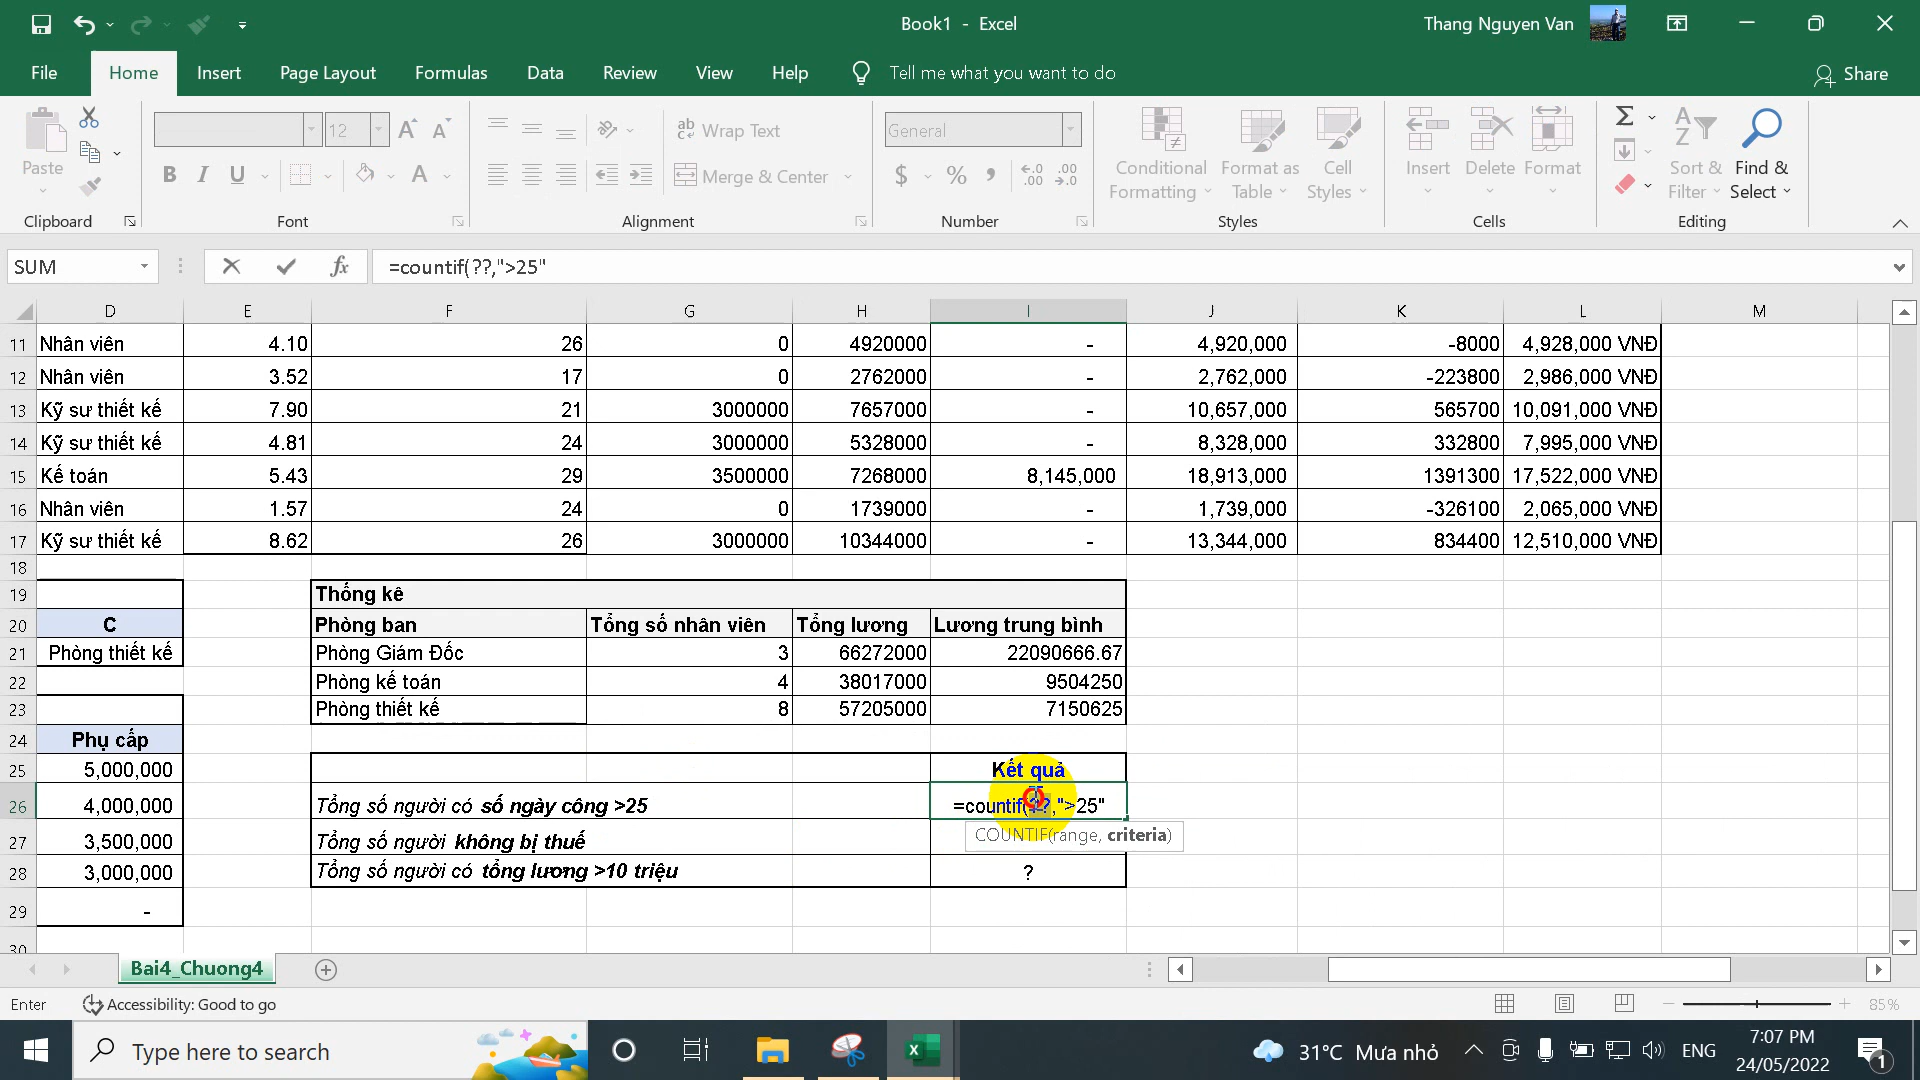 Book1 - Excel
Thang Nguyen Van
File Home Insert Page Layout Formulas Data Review View Help Tell me what you want to do Share
12
General
Wrap Text
Paste
Merge & Center
Conditional Formatting
Format as Table
Cell Styles
Insert
Delete
Format
Sort & Filter
Find & Select
Clipboard Font Alignment Number Styles Cells Editing
SUM =countif(??,">25"
D E F G H I J K L M
11 Nhân viên 4.10 26 0 4920000 - 4,920,000 -8000 4,928,000 VNĐ
12 Nhân viên 3.52 17 0 2762000 - 2,762,000 -223800 2,986,000 VNĐ
13 Kỹ sư thiết kế 7.90 21 3000000 7657000 - 10,657,000 565700 10,091,000 VNĐ
14 Kỹ sư thiết kế 4.81 24 3000000 5328000 - 8,328,000 332800 7,995,000 VNĐ
15 Kế toán 5.43 29 3500000 7268000 8,145,000 18,913,000 1391300 17,522,000 VNĐ
16 Nhân viên 1.57 24 0 1739000 - 1,739,000 -326100 2,065,000 VNĐ
17 Kỹ sư thiết kế 8.62 26 3000000 10344000 - 13,344,000 834400 12,510,000 VNĐ
18
19 Thống kê
20 C Phòng ban Tổng số nhân viên Tổng lương Lương trung bình
21 Phòng thiết kế Phòng Giám Đốc 3 66272000 22090666.67
22 Phòng kế toán 4 38017000 9504250
23 Phòng thiết kế 8 57205000 7150625
24 Phụ cấp
25 5,000,000 Kết quả
26 4,000,000 Tổng số người có số ngày công >25 =countif(??,">25"
COUNTIF(range, criteria)
27 3,500,000 Tổng số người không bị thuế
28 3,000,000 Tổng số người có tổng lương >10 triệu ?
29 -
30
Bai4_Chuong4
Enter Accessibility: Good to go 85%
Type here to search
31°C Mưa nhỏ
ENG
7:07 PM
24/05/2022
1